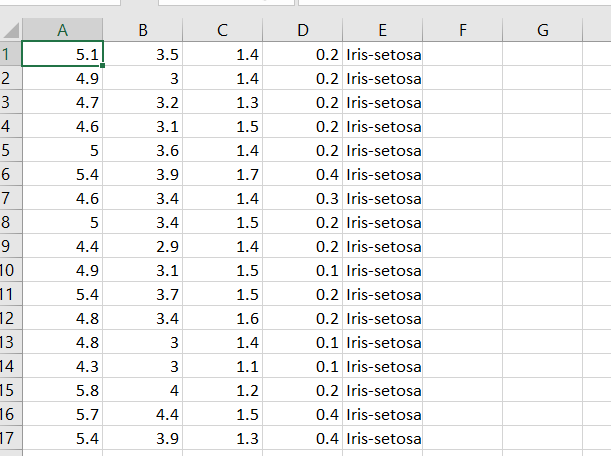 A B C D E F G
1 5.1 3.5 1.4 0.2 Iris-setosa
2 4.9 3 1.4 0.2 Iris-setosa
3 4.7 3.2 1.3 0.2 Iris-setosa
4 4.6 3.1 1.5 0.2 Iris-setosa
5 5 3.6 1.4 0.2 Iris-setosa
6 5.4 3.9 1.7 0.4 Iris-setosa
7 4.6 3.4 1.4 0.3 Iris-setosa
8 5 3.4 1.5 0.2 Iris-setosa
9 4.4 2.9 1.4 0.2 Iris-setosa
10 4.9 3.1 1.5 0.1 Iris-setosa
11 5.4 3.7 1.5 0.2 Iris-setosa
12 4.8 3.4 1.6 0.2 Iris-setosa
13 4.8 3 1.4 0.1 Iris-setosa
14 4.3 3 1.1 0.1 Iris-setosa
15 5.8 4 1.2 0.2 Iris-setosa
16 5.7 4.4 1.5 0.4 Iris-setosa
17 5.4 3.9 1.3 0.4 Iris-setosa